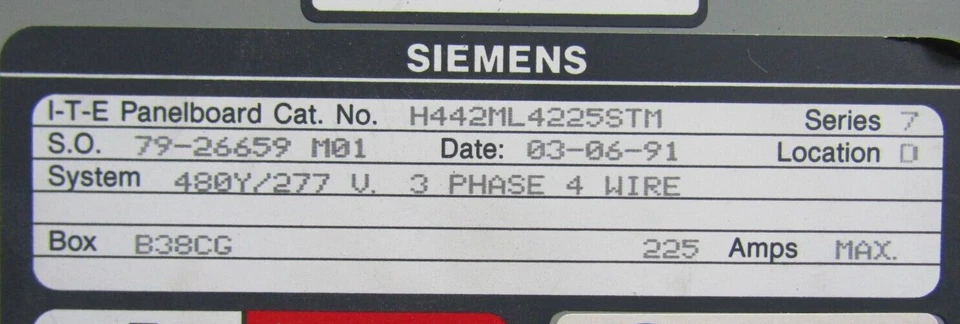 SIEMENS
I-T-E Panelboard Cat. No. H442ML4225STM Series 7
S.O. 79-26659 M01 Date: 03-06-91 Location D
System 480Y/277 V. 3 PHASE 4 WIRE
Box B38CG 225 Amps MAX.